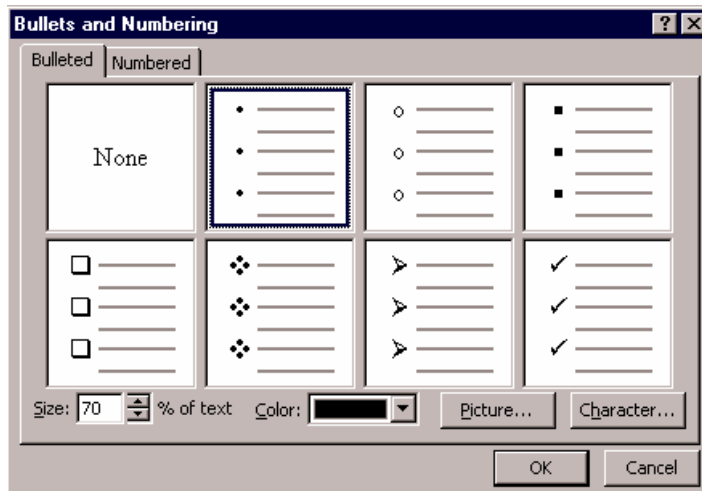 Bullets and Numbering
Bulleted Numbered
None
Size: 70 % of text Color: Picture... Character...
OK Cancel